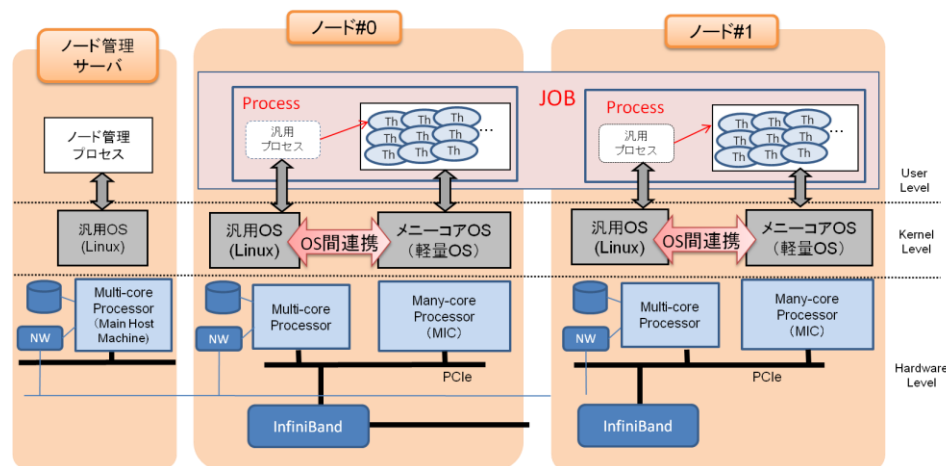 ノード管理
サーバ
ノード#0
ノード#1
JOB
Process
Process
ノード管理
プロセス
汎用
プロセス
Th Th Th
Th Th Th
Th Th Th
…
汎用
プロセス
Th Th Th
Th Th Th
Th Th Th
…
User
Level
汎用OS
(Linux)
汎用OS
(Linux)
OS間連携
メニーコアOS
(軽量OS)
汎用OS
(Linux)
OS間連携
メニーコアOS
(軽量OS)
Kernel
Level
Multi-core
Processor
(Main Host
Machine)
NW
Multi-core
Processor
NW
Many-core
Processor
(MIC)
Multi-core
Processor
NW
Many-core
Processor
(MIC)
PCIe
PCIe
Hardware
Level
InfiniBand
InfiniBand